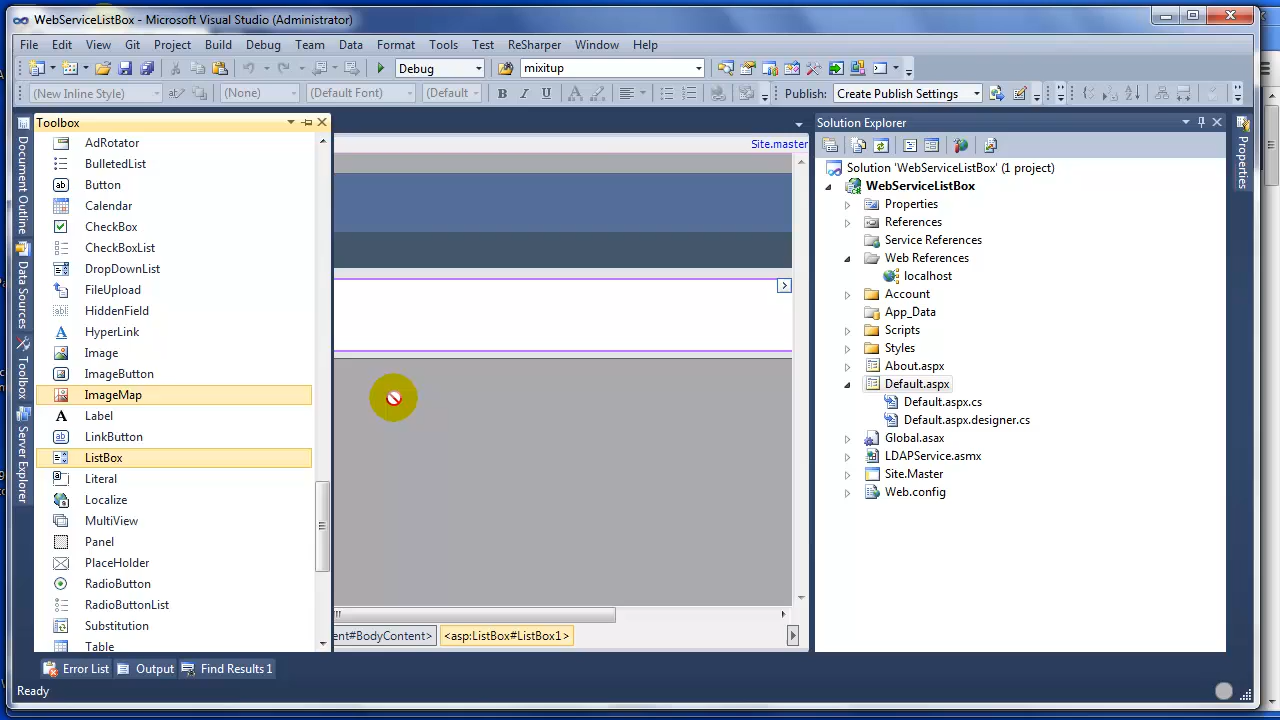 WebServiceListBox - Microsoft Visual Studio (Administrator)
File Edit View Git Project Build Debug Team Data Format Tools Test ReSharper Window Help
Debug mixitup
(New Inline Style) (None) (Default Font) (Default B I U A Publish: Create Publish Settings
Toolbox
Solution Explorer
Document Outline
Data Sources
Toolbox
Server Explorer
AdRotator
BulletedList
Button
Calendar
CheckBox
CheckBoxList
DropDownList
FileUpload
HiddenField
HyperLink
Image
ImageButton
ImageMap
Label
LinkButton
ListBox
Literal
Localize
MultiView
Panel
PlaceHolder
RadioButton
RadioButtonList
Substitution
Table
Site.master
ent#BodyContent> <asp:ListBox#ListBox1>
Solution 'WebServiceListBox' (1 project)
WebServiceListBox
Properties
References
Service References
Web References
localhost
Account
App_Data
Scripts
Styles
About.aspx
Default.aspx
Default.aspx.cs
Default.aspx.designer.cs
Global.asax
LDAPService.asmx
Site.Master
Web.config
Properties
Error List Output Find Results 1
Ready